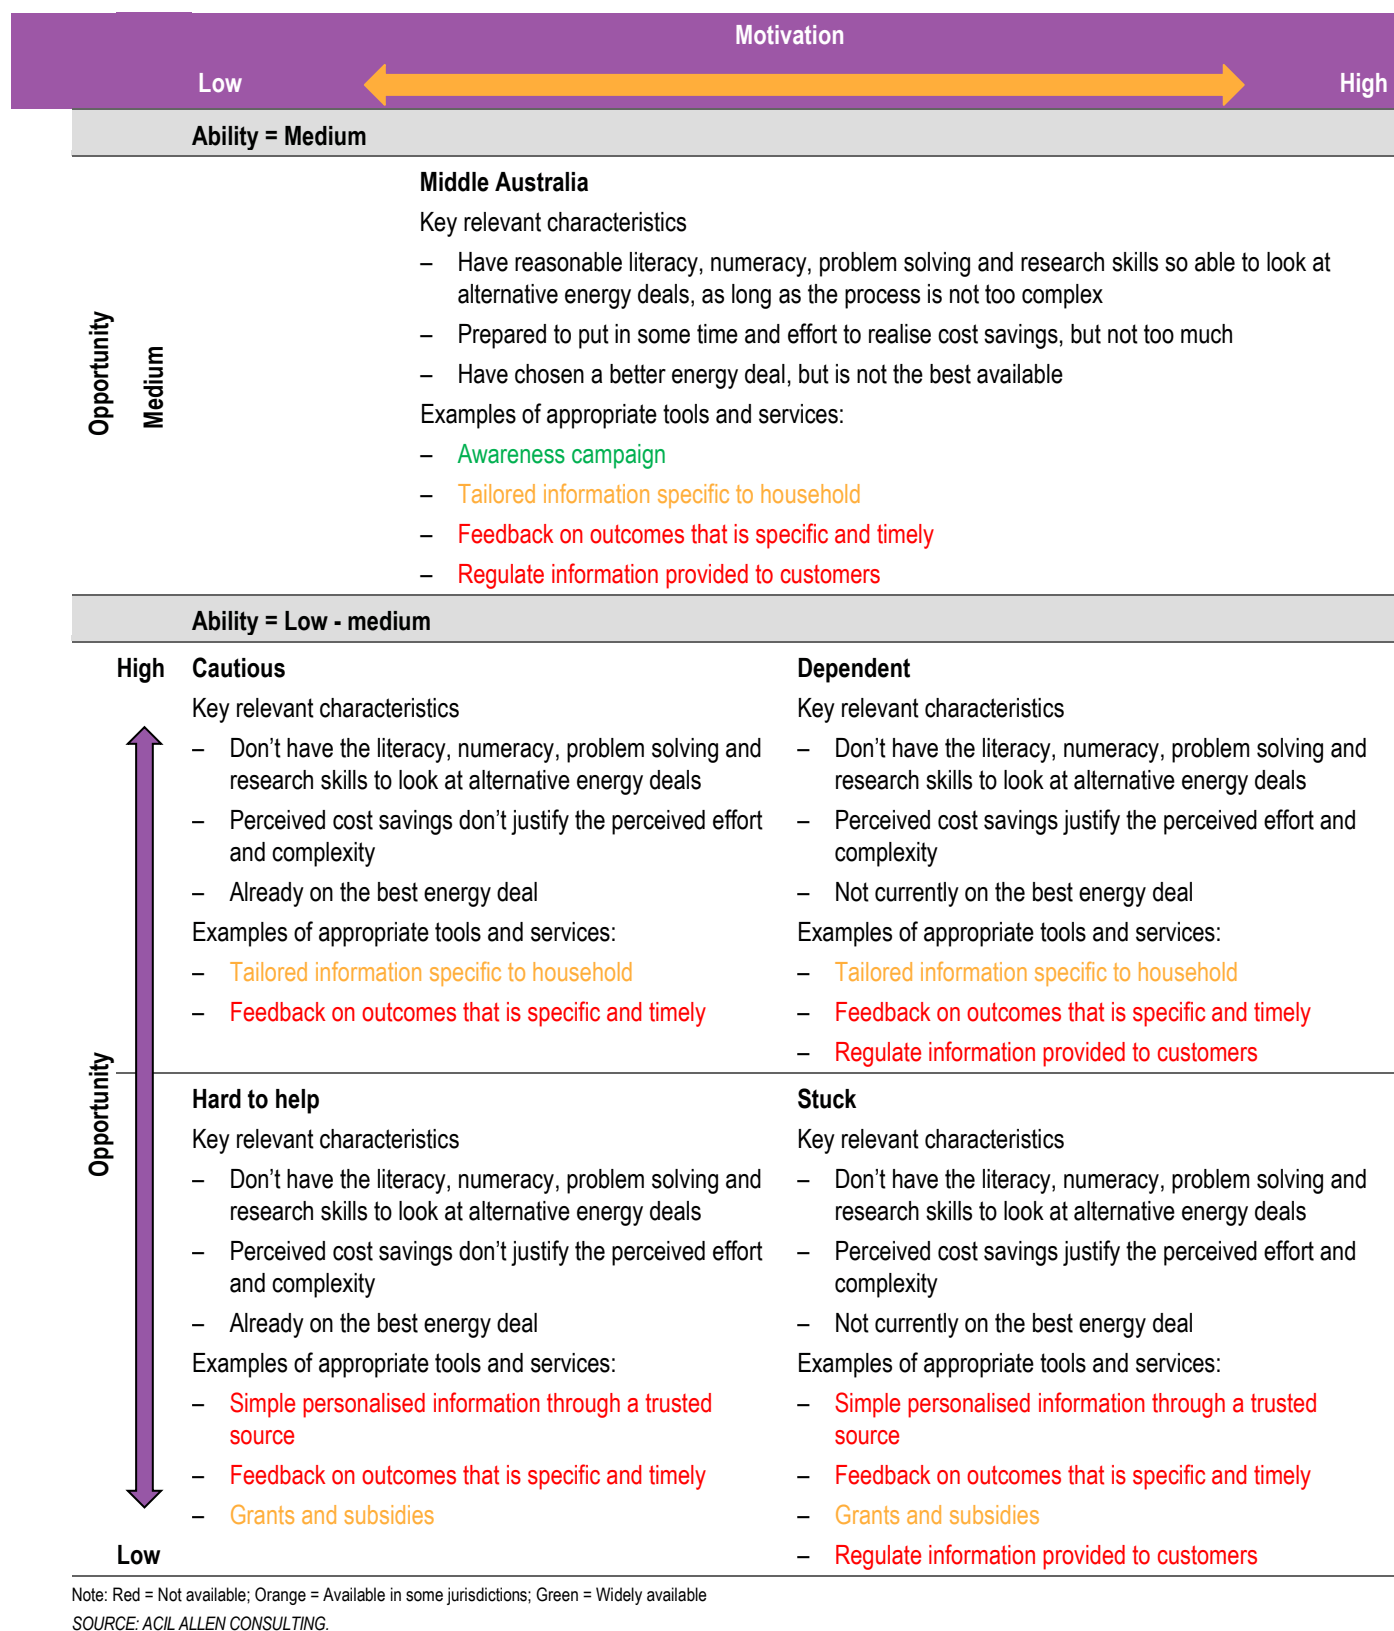 Motivation
Low
High
Ability = Medium
Opportunity
Medium
Middle Australia
Key relevant characteristics
– Have reasonable literacy, numeracy, problem solving and research skills so able to look at
alternative energy deals, as long as the process is not too complex
– Prepared to put in some time and effort to realise cost savings, but not too much
– Have chosen a better energy deal, but is not the best available
Examples of appropriate tools and services:
– Awareness campaign
– Tailored information specific to household
– Feedback on outcomes that is specific and timely
– Regulate information provided to customers
Ability = Low - medium
Opportunity
High
Cautious
Key relevant characteristics
– Don’t have the literacy, numeracy, problem solving and
research skills to look at alternative energy deals
– Perceived cost savings don’t justify the perceived effort
and complexity
– Already on the best energy deal
Examples of appropriate tools and services:
– Tailored information specific to household
– Feedback on outcomes that is specific and timely
Dependent
Key relevant characteristics
– Don’t have the literacy, numeracy, problem solving and
research skills to look at alternative energy deals
– Perceived cost savings justify the perceived effort and
complexity
– Not currently on the best energy deal
Examples of appropriate tools and services:
– Tailored information specific to household
– Feedback on outcomes that is specific and timely
– Regulate information provided to customers
Hard to help
Key relevant characteristics
– Don’t have the literacy, numeracy, problem solving and
research skills to look at alternative energy deals
– Perceived cost savings don’t justify the perceived effort
and complexity
– Already on the best energy deal
Examples of appropriate tools and services:
– Simple personalised information through a trusted
source
– Feedback on outcomes that is specific and timely
– Grants and subsidies
Stuck
Key relevant characteristics
– Don’t have the literacy, numeracy, problem solving and
research skills to look at alternative energy deals
– Perceived cost savings justify the perceived effort and
complexity
– Not currently on the best energy deal
Examples of appropriate tools and services:
– Simple personalised information through a trusted
source
– Feedback on outcomes that is specific and timely
– Grants and subsidies
– Regulate information provided to customers
Low
Note: Red = Not available; Orange = Available in some jurisdictions; Green = Widely available
SOURCE: ACIL ALLEN CONSULTING.